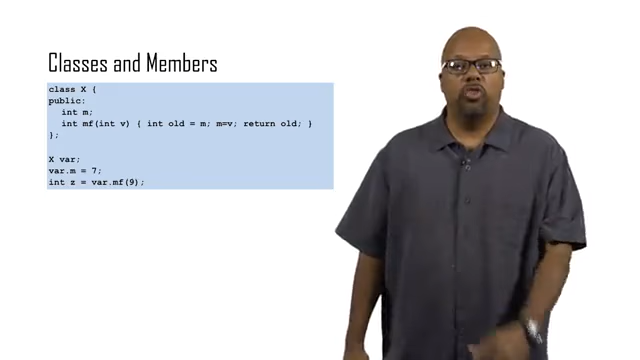 Classes and Members
class X {
public:
int m;
int mf(int v) { int old = m; m=v; return old; }
};
X var;
var.m = 7;
int z = var.mf(9);